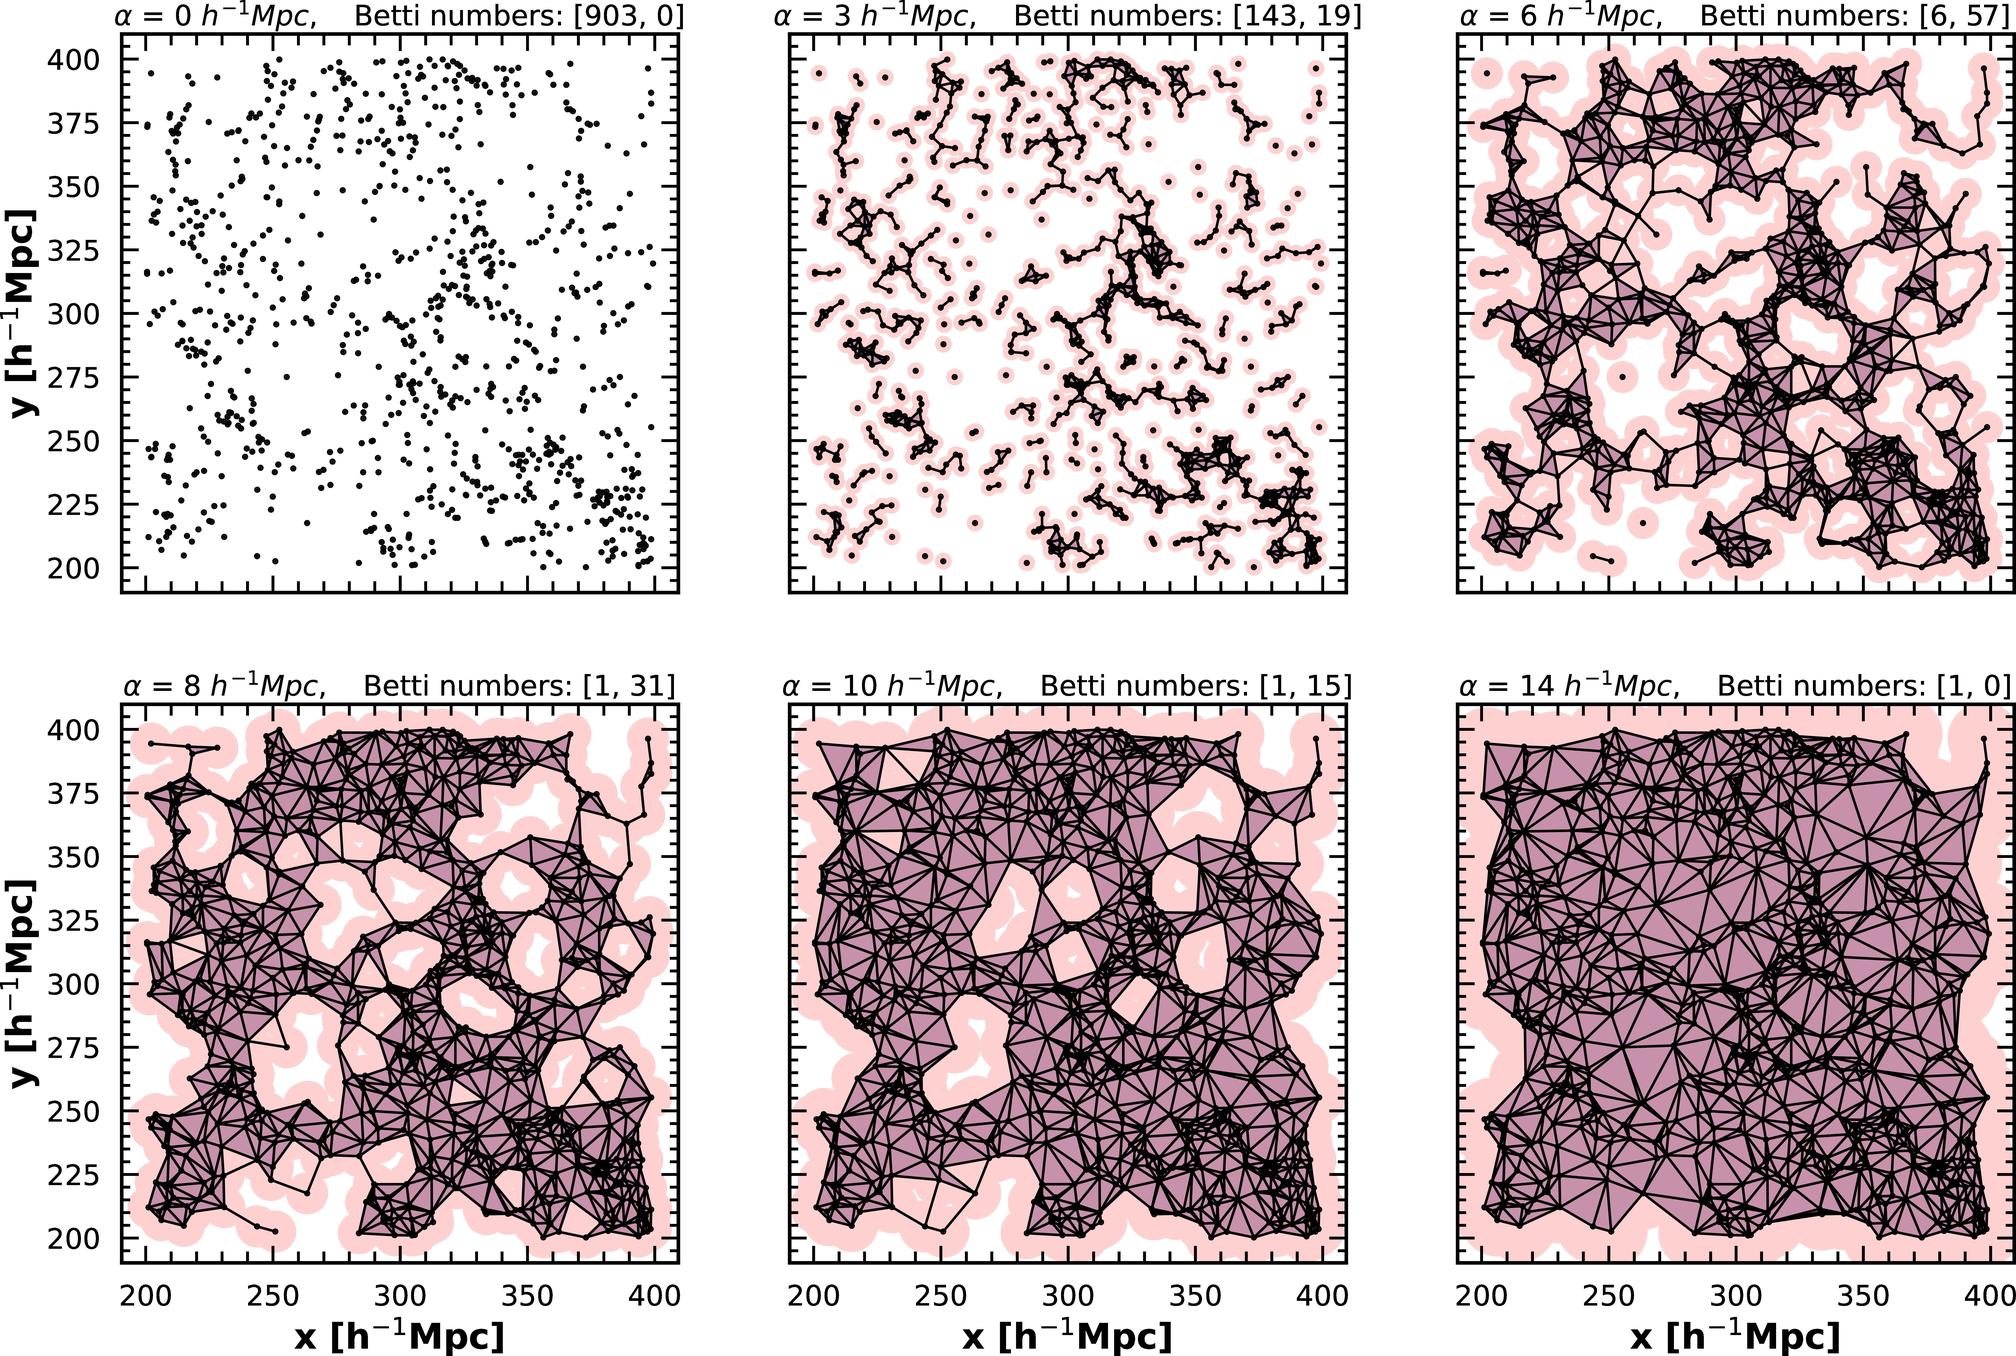 α = 0 h⁻¹Mpc, Betti numbers: [903, 0]
α = 3 h⁻¹Mpc, Betti numbers: [143, 19]
α = 6 h⁻¹Mpc, Betti numbers: [6, 57]
400
375
350
325
300
275
250
225
200
y [h⁻¹Mpc]
α = 8 h⁻¹Mpc, Betti numbers: [1, 31]
α = 10 h⁻¹Mpc, Betti numbers: [1, 15]
α = 14 h⁻¹Mpc, Betti numbers: [1, 0]
400
375
350
325
300
275
250
225
200
y [h⁻¹Mpc]
200 250 300 350 400
200 250 300 350 400
200 250 300 350 400
x [h⁻¹Mpc]
x [h⁻¹Mpc]
x [h⁻¹Mpc]